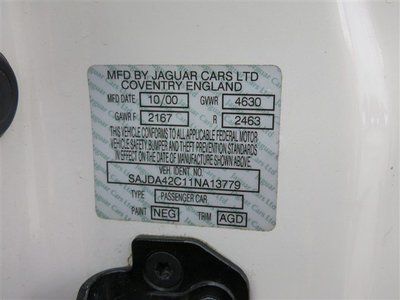 MFD BY JAGUAR CARS LTD
COVENTRY ENGLAND
MFD DATE 10/00 GVWR 4630
GAWR F 2167 R 2463
THIS VEHICLE CONFORMS TO ALL APPLICABLE FEDERAL MOTOR
VEHICLE SAFETY BUMPER AND THEFT PREVENTION STANDARDS
IN EFFECT ON THE DATE OF MANUFACTURE SHOWN ABOVE.
VEH. IDENT. NO.
SAJDA42C11NA13779
TYPE PASSENGER CAR
PAINT NEG TRIM AGD